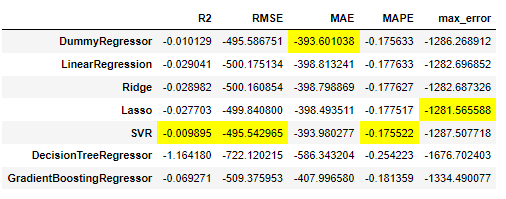 R2 RMSE MAE MAPE max_error
DummyRegressor -0.010129 -495.586751 -393.601038 -0.175633 -1286.268912
LinearRegression -0.029041 -500.175134 -398.813241 -0.177633 -1282.696852
Ridge -0.028982 -500.160854 -398.798869 -0.177627 -1282.687326
Lasso -0.027703 -499.840800 -398.493511 -0.177517 -1281.565588
SVR -0.009895 -495.542965 -393.980277 -0.175522 -1287.507718
DecisionTreeRegressor -1.164180 -722.120215 -586.343204 -0.254223 -1676.702403
GradientBoostingRegressor -0.069271 -509.375953 -407.996580 -0.181359 -1334.490077